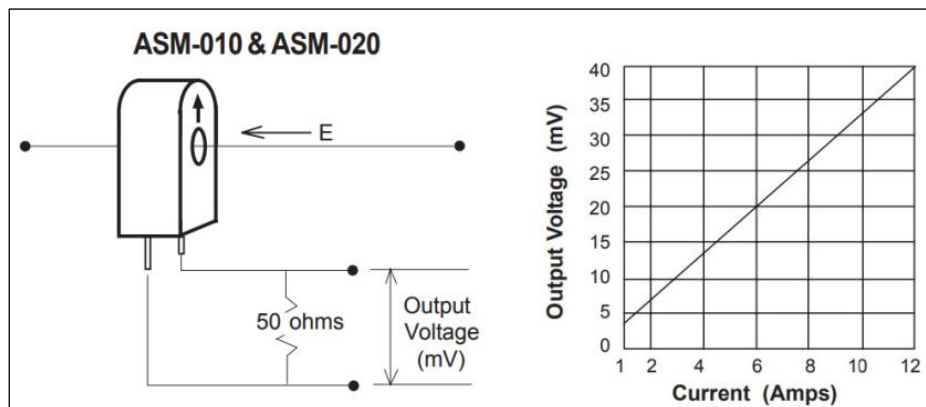 ASM-010 & ASM-020
E
50 ohms
Output
Voltage
(mV)
Output Voltage (mV)
40
35
30
25
20
15
10
5
0
1 2 4 6 8 10 12
Current (Amps)